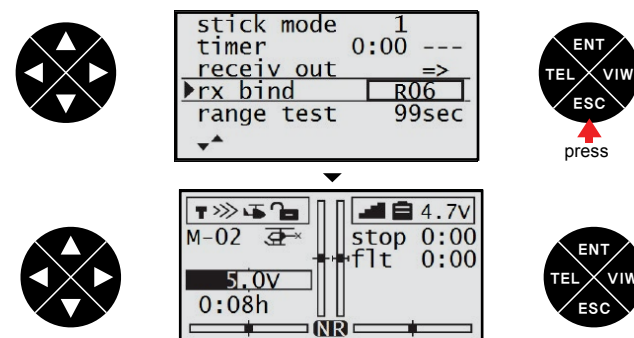 stick mode 1
timer 0:00 ---
receiv out =>
rx bind R06
range test 99sec
ENT
TEL VIW
ESC
press
4.7V
M-02 stop 0:00
flt 0:00
5.0V
0:08h
NR
ENT
TEL VIW
ESC